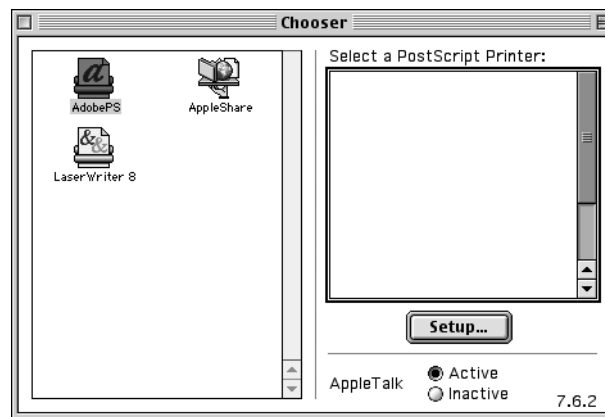 Chooser
AdobePS
AppleShare
LaserWriter 8
Select a PostScript Printer:
Setup...
AppleTalk
Active
Inactive
7.6.2